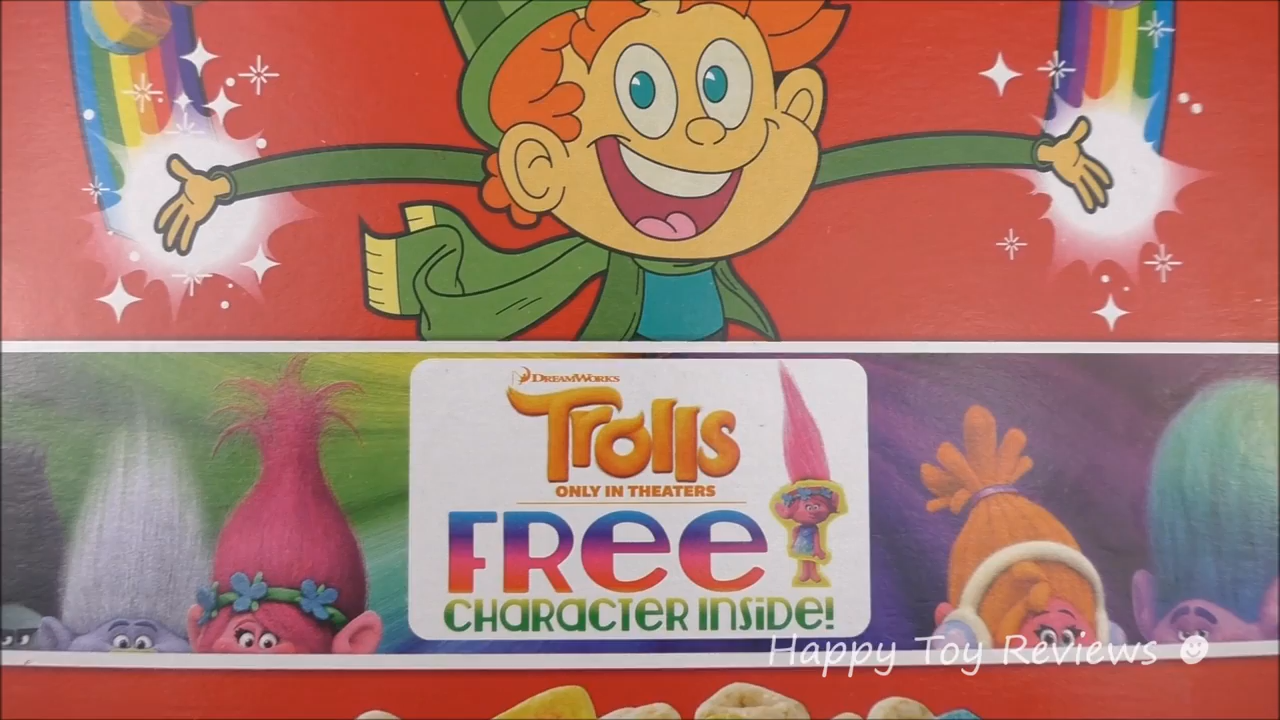 DREAMWORKS
TROLLS
ONLY IN THEATERS
FREE
CHARACTER INSIDE!
Happy Toy Reviews